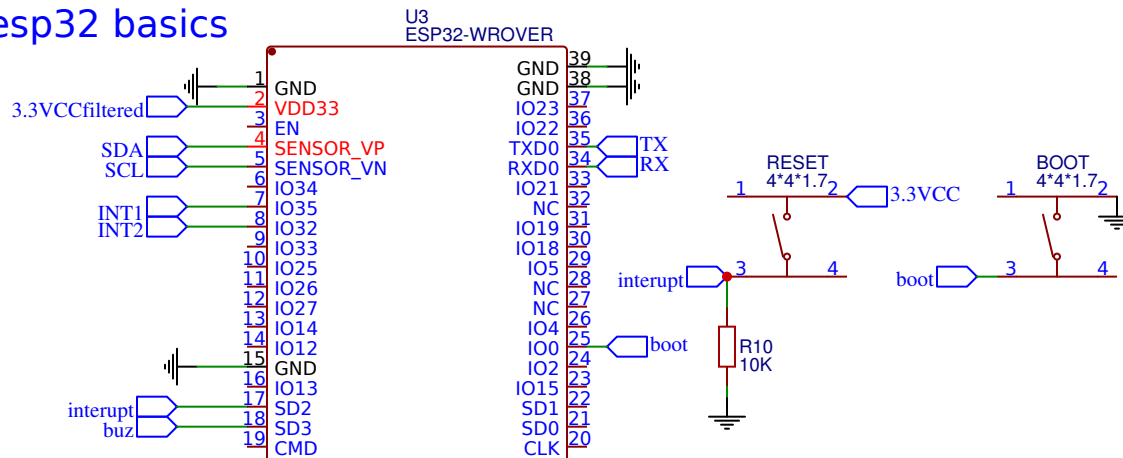 esp32 basics
U3
ESP32-WROVER
1 GND
3.3VCCfiltered 2 VDD33
3 EN
SDA 4 SENSOR_VP
SCL 5 SENSOR_VN
6 IO34
INT1 7 IO35
INT2 8 IO32
9 IO33
10 IO25
11 IO26
12 IO27
13 IO14
14 IO12
15 GND
16 IO13
interupt 17 SD2
buz 18 SD3
19 CMD
GND 39
GND 38
IO23 37
IO22 36
TXD0 35 TX
RXD0 34 RX
IO21 33
NC 32
IO19 31
IO18 30
IO5 29
NC 28
NC 27
IO4 26
IO0 25 boot
IO2 24
IO15 23
SD1 22
SD0 21
CLK 20
RESET
4*4*1.7
1 2 3.3VCC
interupt 3 4
R10
10K
BOOT
4*4*1.7
1 2
boot 3 4